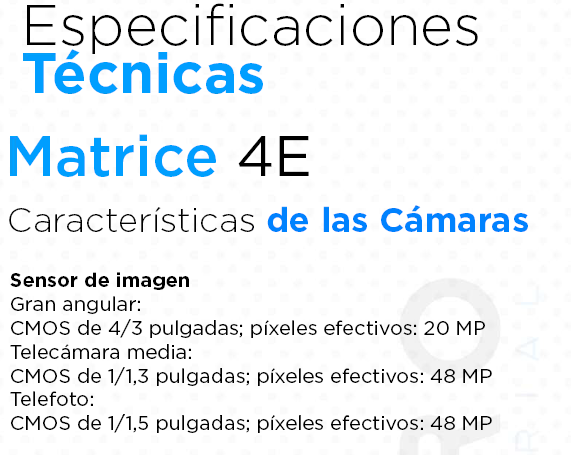 Especificaciones
Técnicas
Matrice 4E
Características de las Cámaras
Sensor de imagen
Gran angular:
CMOS de 4/3 pulgadas; píxeles efectivos: 20 MP
Telecámara media:
CMOS de 1/1,3 pulgadas; píxeles efectivos: 48 MP
Telefoto:
CMOS de 1/1,5 pulgadas; píxeles efectivos: 48 MP